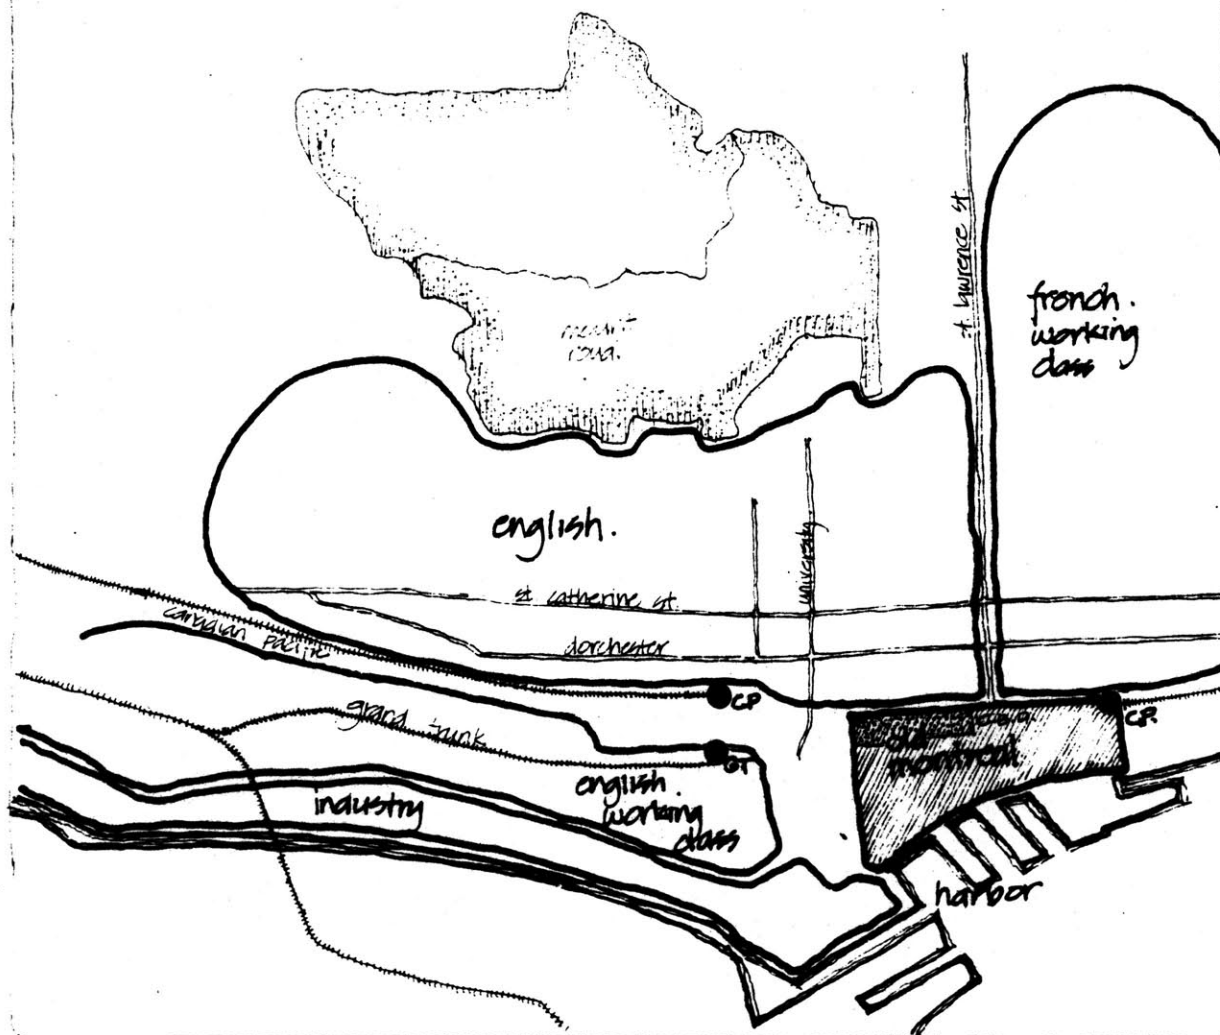 st. lawrence st.
french.
working
class
mount
royal.
english.
university
st catherine st.
dorchester
canadian pacific
CP
CP.
grand trunk
GT
old
montreal
industry
english.
working
class
harbor